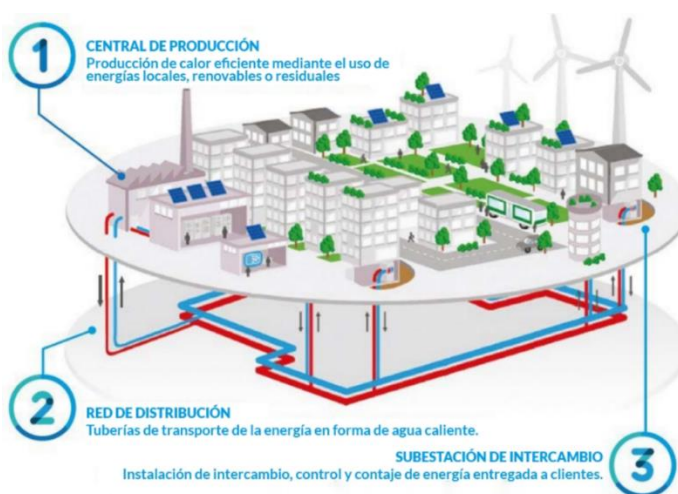 1
CENTRAL DE PRODUCCIÓN
Producción de calor eficiente mediante el uso de
energías locales, renovables o residuales
2
RED DE DISTRIBUCIÓN
Tuberías de transporte de la energía en forma de agua caliente.
SUBESTACIÓN DE INTERCAMBIO
Instalación de intercambio, control y contaje de energía entregada a clientes.
3